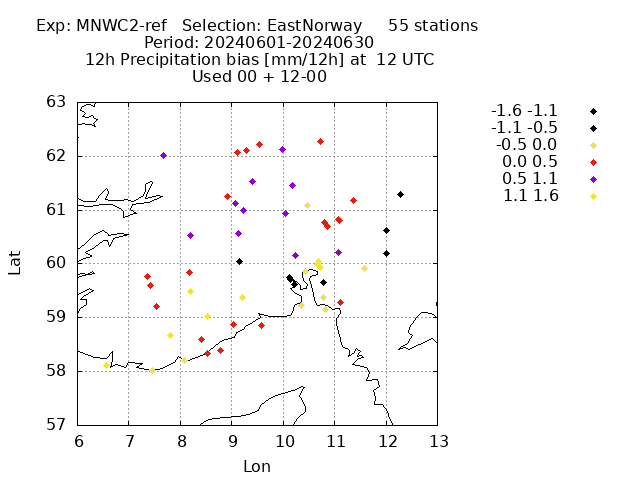 Exp: MNWC2-ref   Selection: EastNorway     55 stations
Period: 20240601-20240630
12h Precipitation bias [mm/12h] at  12 UTC
Used 00 + 12-00
-1.6 -1.1
-1.1 -0.5
-0.5 0.0
0.0 0.5
0.5 1.1
1.1 1.6
63
62
61
60
59
58
57
Lat
6 7 8 9 10 11 12 13
Lon